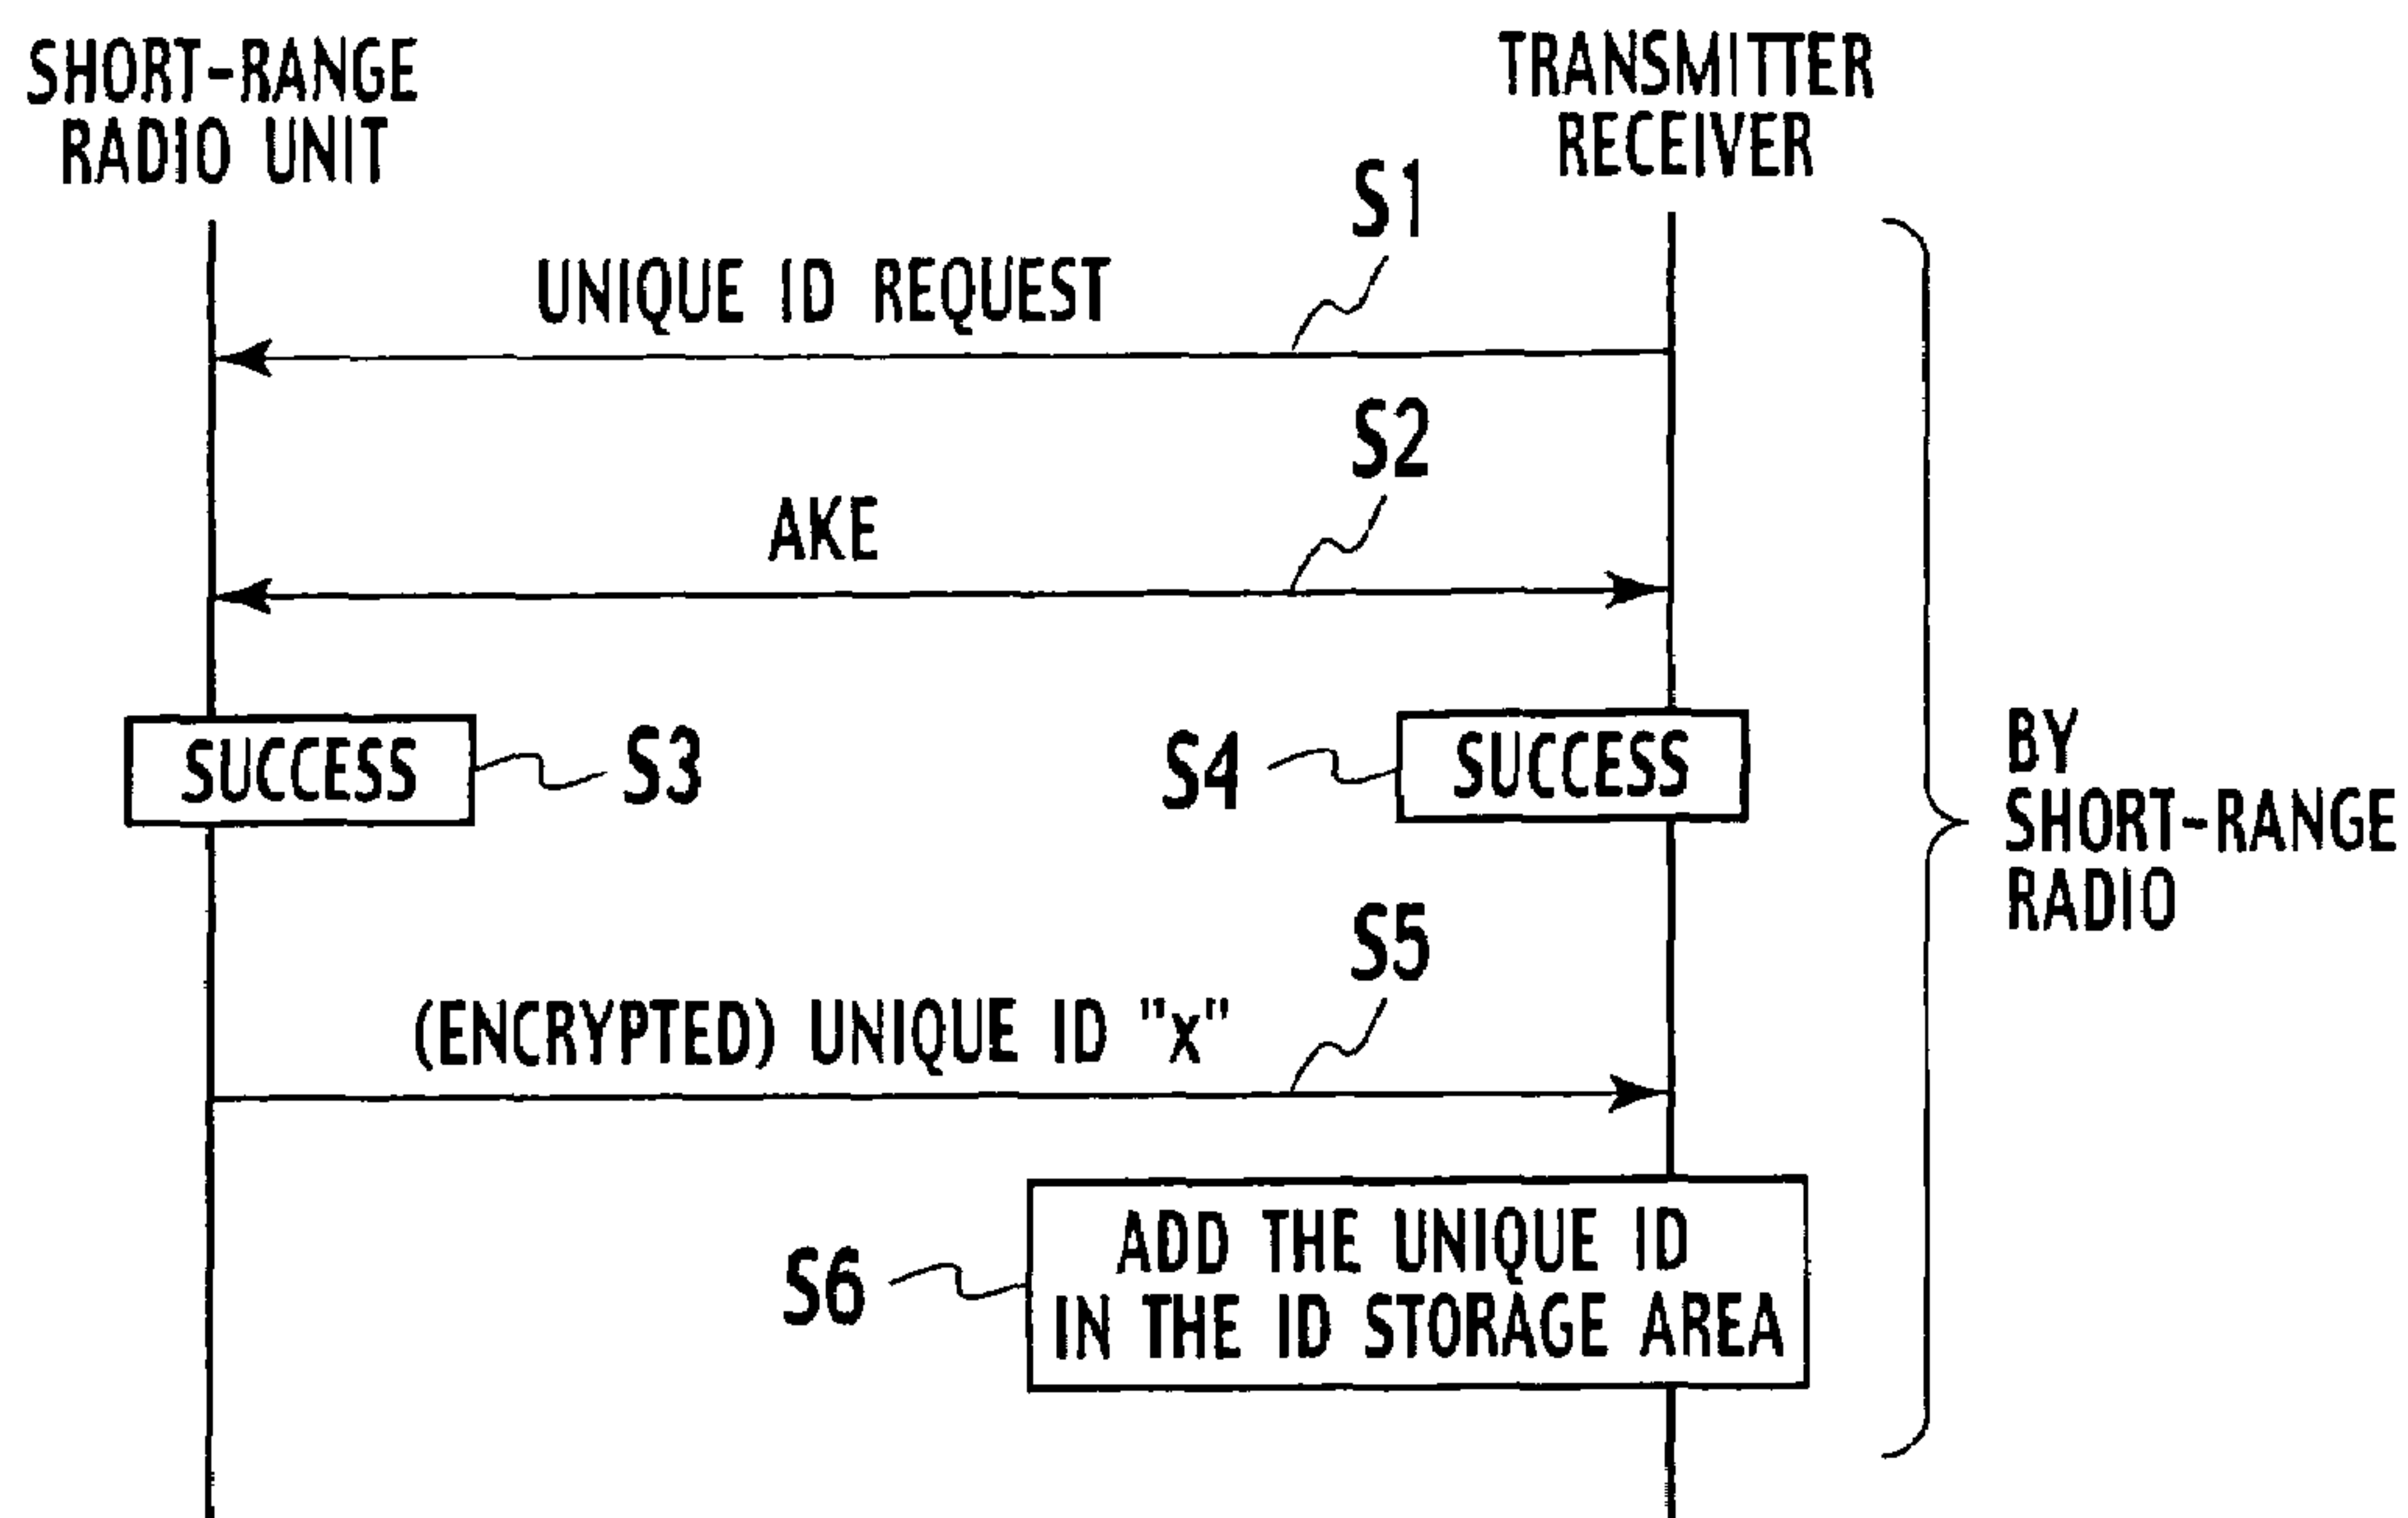 SHORT-RANGE
RADIO UNIT
TRANSMITTER
RECEIVER
S1
UNIQUE ID REQUEST
S2
AKE
SUCCESS
S3
S4
SUCCESS
BY
SHORT-RANGE
RADIO
S5
(ENCRYPTED) UNIQUE ID "X"
S6
ADD THE UNIQUE ID
IN THE ID STORAGE AREA